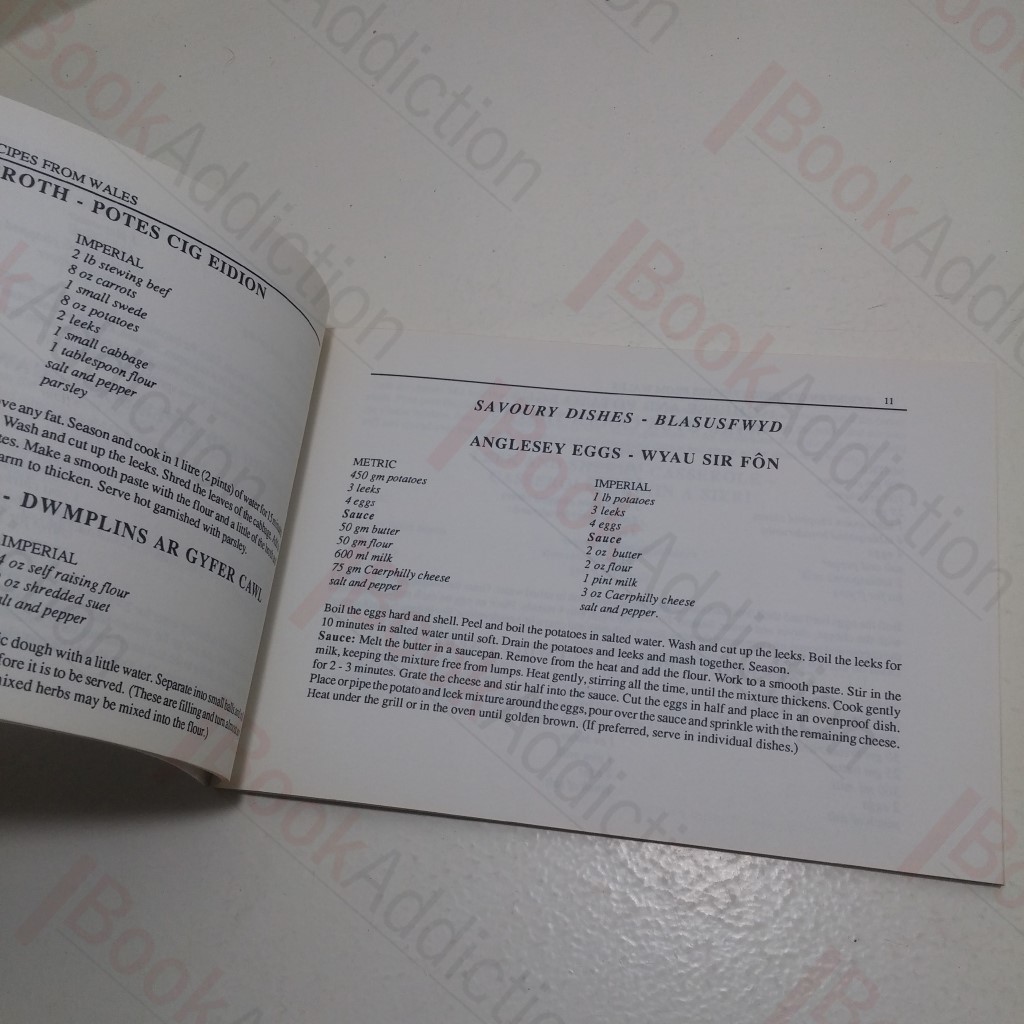 CIPES FROM WALES
ROTH - POTES CIG EIDION
IMPERIAL
2 lb stewing beef
8 oz carrots
1 small swede
8 oz potatoes
2 leeks
1 small cabbage
1 tablespoon flour
salt and pepper
parsley
ve any fat. Season and cook in 1 litre (2 pints) of water for 15
Wash and cut up the leeks. Shred the leaves of the cabbage.
es. Make a smooth paste with the flour and a little of the
arm to thicken. Serve hot garnished with parsley.
- DWMPLINS AR GYFER CAWL
IMPERIAL
4 oz self raising flour
oz shredded suet
alt and pepper
c dough with a little water. Separate into small balls
fore it is to be served. (These are filling and turn
ixed herbs may be mixed into the flour.)
11
SAVOURY DISHES - BLASUSFWYD
ANGLESEY EGGS - WYAU SIR FÔN
METRIC
450 gm potatoes
3 leeks
4 eggs
Sauce
50 gm butter
50 gm flour
600 ml milk
75 gm Caerphilly cheese
salt and pepper
IMPERIAL
1 lb potatoes
3 leeks
4 eggs
Sauce
2 oz butter
2 oz flour
1 pint milk
3 oz Caerphilly cheese
salt and pepper.
Boil the eggs hard and shell. Peel and boil the potatoes in salted water. Wash and cut up the leeks. Boil the leeks for
10 minutes in salted water until soft. Drain the potatoes and leeks and mash together. Season.
Sauce: Melt the butter in a saucepan. Remove from the heat and add the flour. Work to a smooth paste. Stir in the
milk, keeping the mixture free from lumps. Heat gently, stirring all the time, until the mixture thickens. Cook gently
for 2 - 3 minutes. Grate the cheese and stir half into the sauce. Cut the eggs in half and place in an ovenproof dish.
Place or pipe the potato and leek mixture around the eggs, pour over the sauce and sprinkle with the remaining cheese.
Heat under the grill or in the oven until golden brown. (If preferred, serve in individual dishes.)
BookAddiction
BookAddiction
BookAddiction
BookAddiction
BookAddiction
BookAddiction